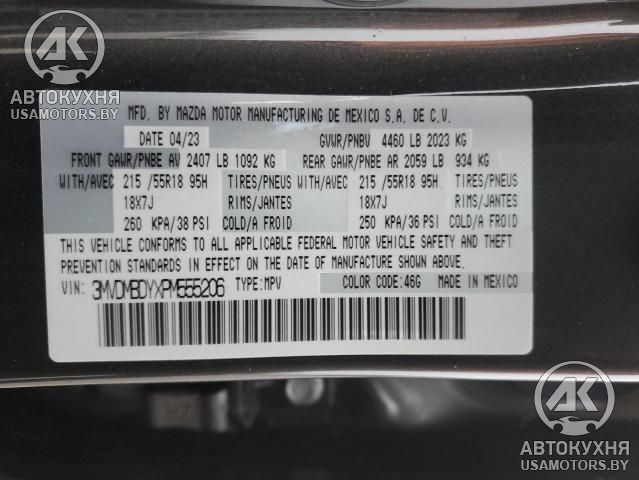 АК
АВТОКУХНЯ
USAMOTORS.BY
MFD. BY MAZDA MOTOR MANUFACTURING DE MEXICO S.A. DE C.V.
DATE 04/23 GVWR/PNBV 4460 LB 2023 KG
FRONT GAWR/PNBE AV 2407 LB 1092 KG REAR GAWR/PNBE AR 2059 LB 934 KG
WITH/AVEC 215 /55R18 95H TIRES/PNEUS WITH/AVEC 215 /55R18 95H TIRES/PNEUS
18X7J RIMS/JANTES 18X7J RIMS/JANTES
260 KPA/38 PSI COLD/A FROID 250 KPA/36 PSI COLD/A FROID
THIS VEHICLE CONFORMS TO ALL APPLICABLE FEDERAL MOTOR VEHICLE SAFETY AND THEFT
PREVENTION STANDARDS IN EFFECT ON THE DATE OF MANUFACTURE SHOWN ABOVE.
VIN: 3MVDMBDYXPM555206 TYPE: MPV COLOR CODE: 46G MADE IN MEXICO
АК
АВТОКУХНЯ
USAMOTORS.BY